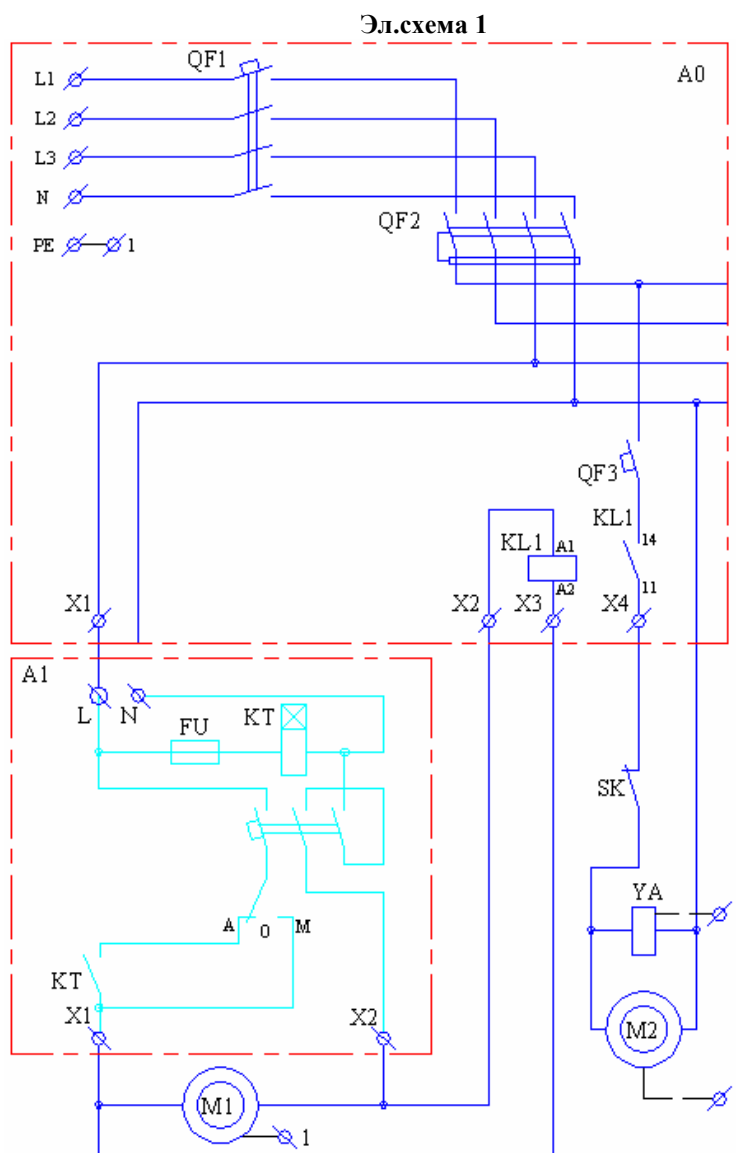 Эл.схема 1
QF1
A0
L1
L2
L3
N
QF2
PE 1
QF3
KL1
14
KL1 A1
A2 11
X1 X2 X3 X4
A1
L N
FU KT
SK
YA
A 0 M
KT
X1 X2
M2
M1
1